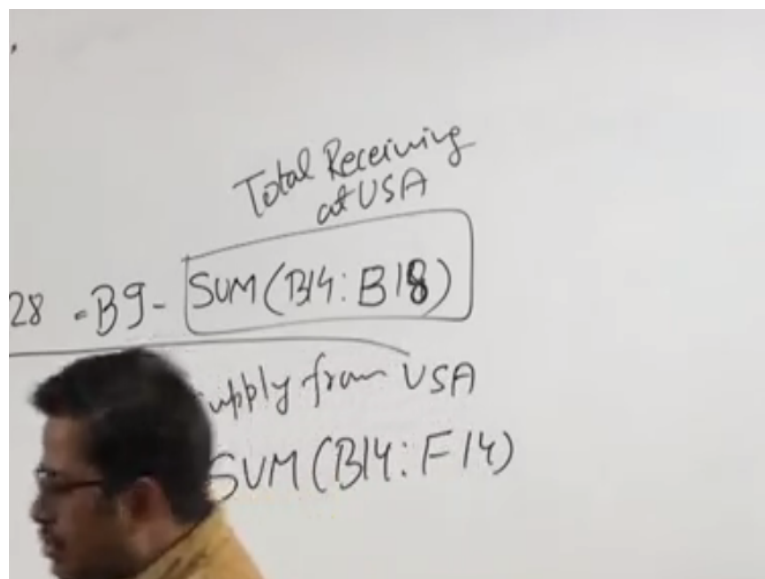 Total Receiving
at USA
28 - B9 - SUM(B14: B18)
upply from USA
SUM(B14: F14)